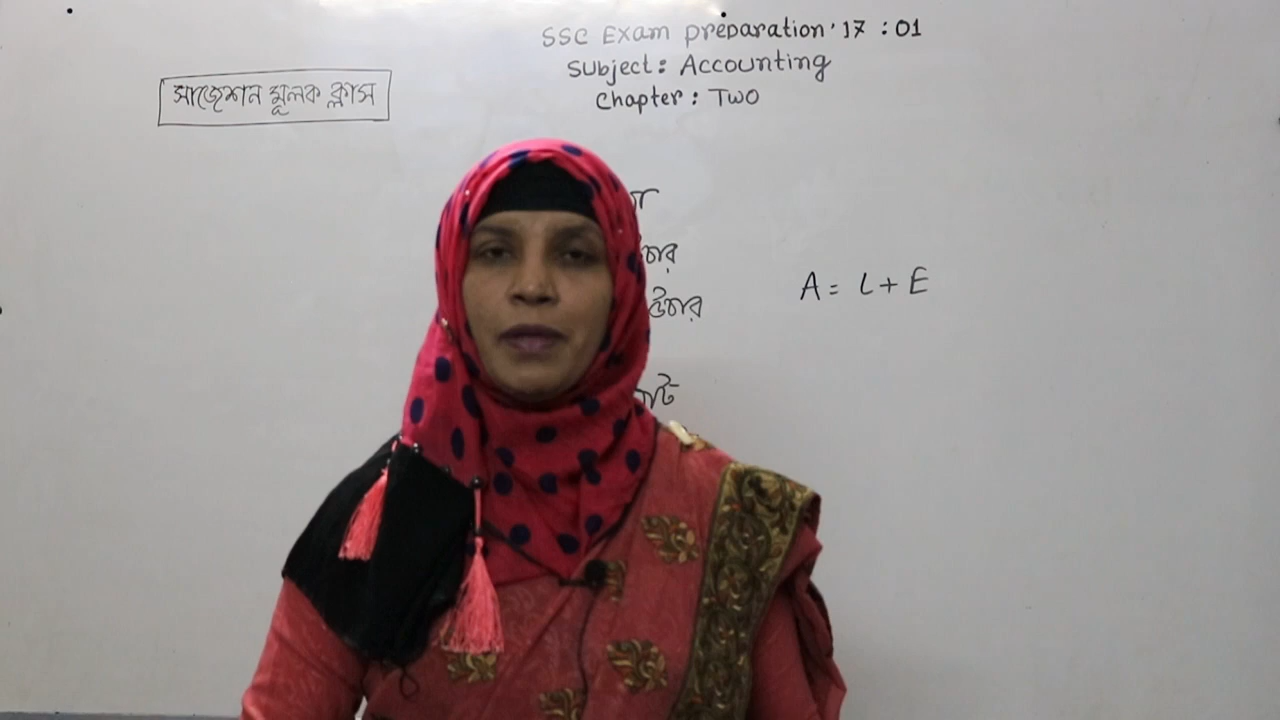 SSC Exam preparation '17 : 01
Subject: Accounting
Chapter : Two
সাজেশন মূলক ক্লাস
A = L + E